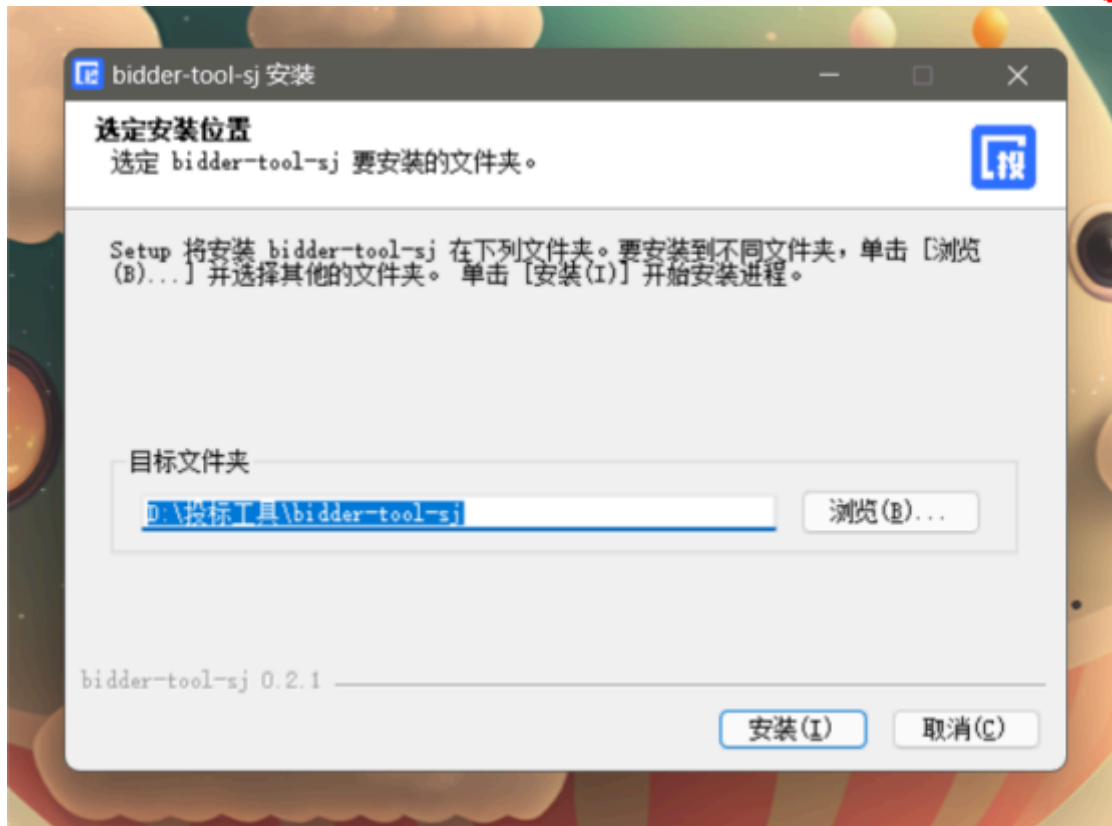 bidder-tool-sj 安装
选定安装位置
选定 bidder-tool-sj 要安装的文件夹。
投
Setup 将安装 bidder-tool-sj 在下列文件夹。要安装到不同文件夹，单击 [浏览
(B)...] 并选择其他的文件夹。 单击 [安装(I)] 开始安装进程。
目标文件夹
D:\投标工具\bidder-tool-sj
浏览(B)...
bidder-tool-sj 0.2.1
安装(I)
取消(C)